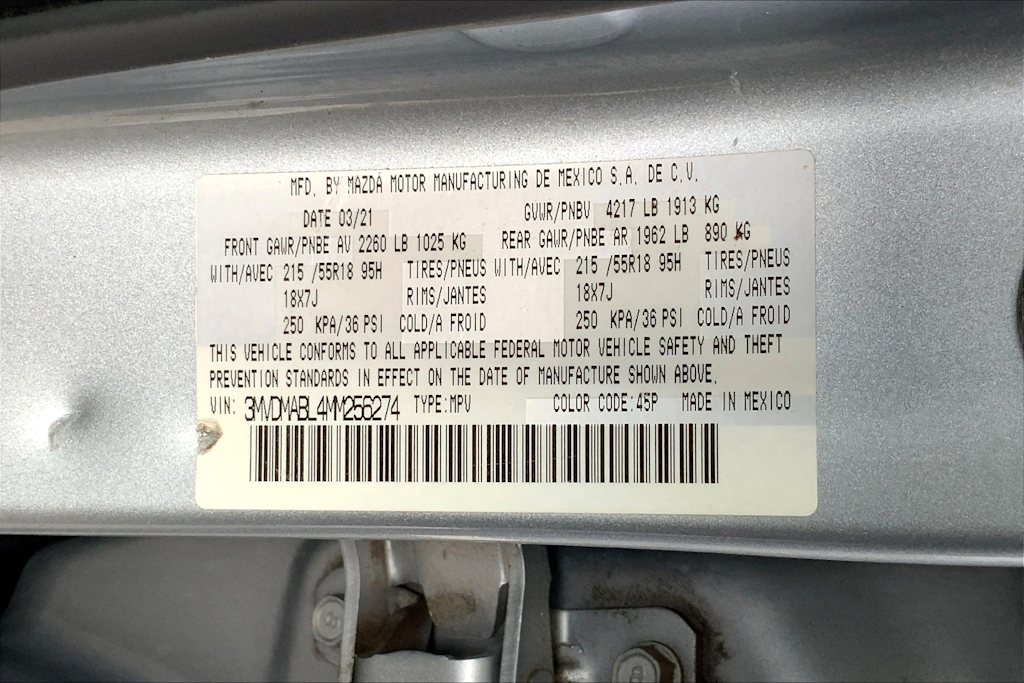 MFD. BY MAZDA MOTOR MANUFACTURING DE MEXICO S.A. DE C.V.
DATE 03/21 GVWR/PNBV 4217 LB 1913 KG
FRONT GAWR/PNBE AV 2260 LB 1025 KG REAR GAWR/PNBE AR 1962 LB 890 KG
WITH/AVEC 215 /55R18 95H TIRES/PNEUS WITH/AVEC 215 /55R18 95H TIRES/PNEUS
18X7J RIMS/JANTES 18X7J RIMS/JANTES
250 KPA/36 PSI COLD/A FROID 250 KPA/36 PSI COLD/A FROID
THIS VEHICLE CONFORMS TO ALL APPLICABLE FEDERAL MOTOR VEHICLE SAFETY AND THEFT
PREVENTION STANDARDS IN EFFECT ON THE DATE OF MANUFACTURE SHOWN ABOVE.
VIN: 3MVDMABL4MM256274 TYPE:MPV COLOR CODE:45P MADE IN MEXICO